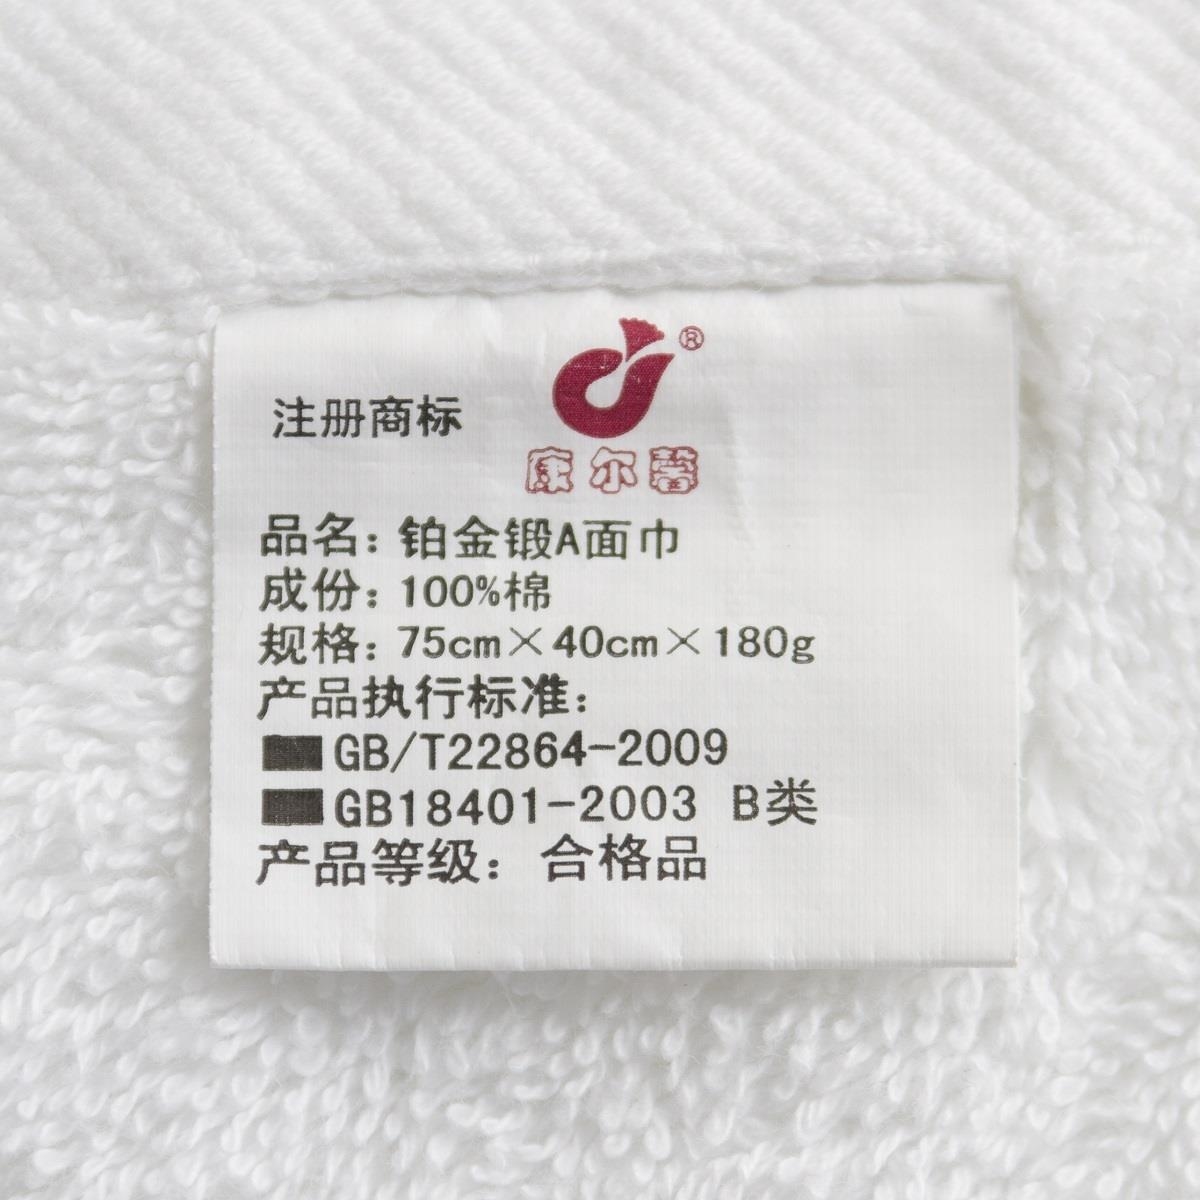 注册商标
®
康尔馨
品名：铂金锻A面巾
成份：100%棉
规格：75cm×40cm×180g
产品执行标准：
GB/T22864-2009
GB18401-2003 B类
产品等级：合格品